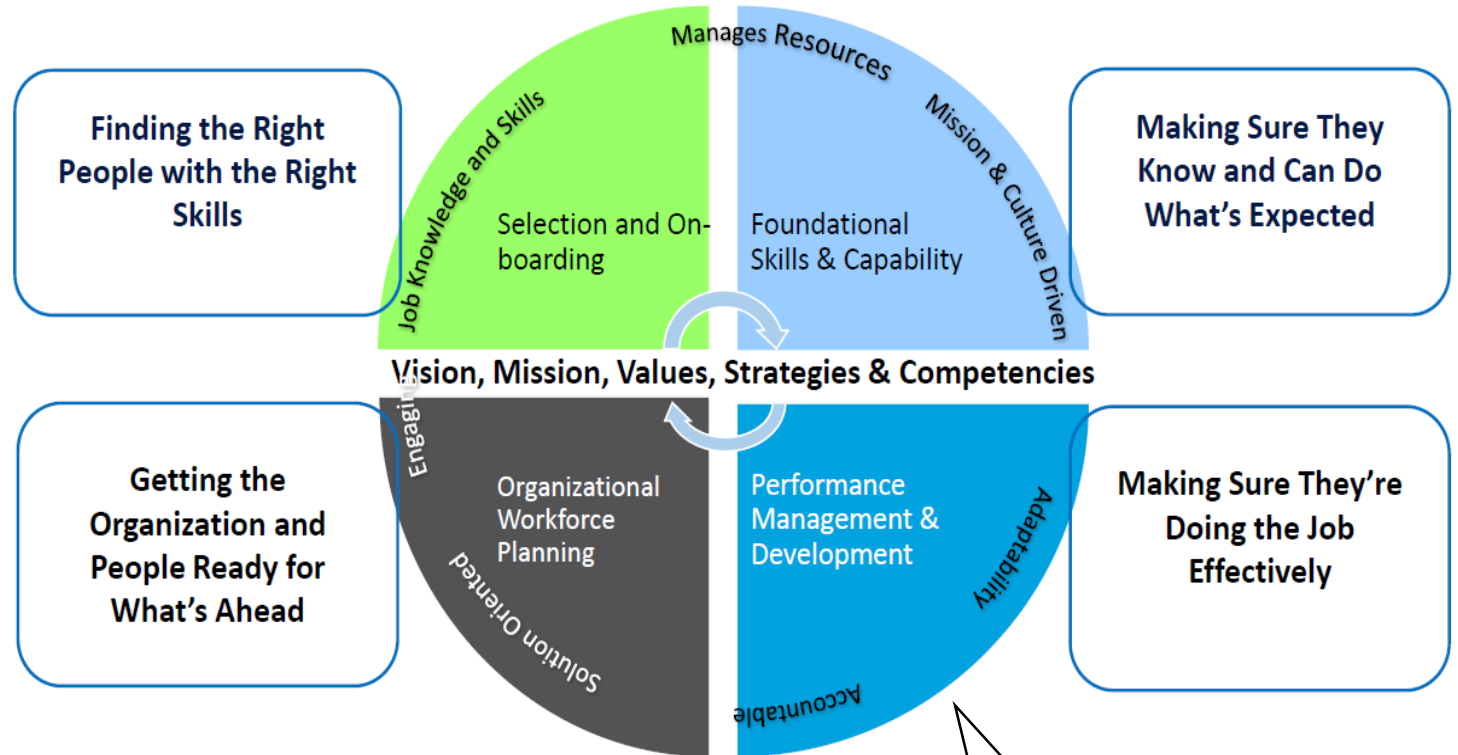 Manages Resources
Job Knowledge and Skills
Mission & Culture Driven
Finding the Right
People with the Right
Skills
Selection and On-
boarding
Foundational
Skills & Capability
Making Sure They
Know and Can Do
What's Expected
Vision, Mission, Values, Strategies & Competencies
Engaging
Getting the
Organization and
People Ready for
What's Ahead
Organizational
Workforce
Planning
Performance
Management &
Development
Making Sure They're
Doing the Job
Effectively
Solution Oriented
Adaptability
Accountable